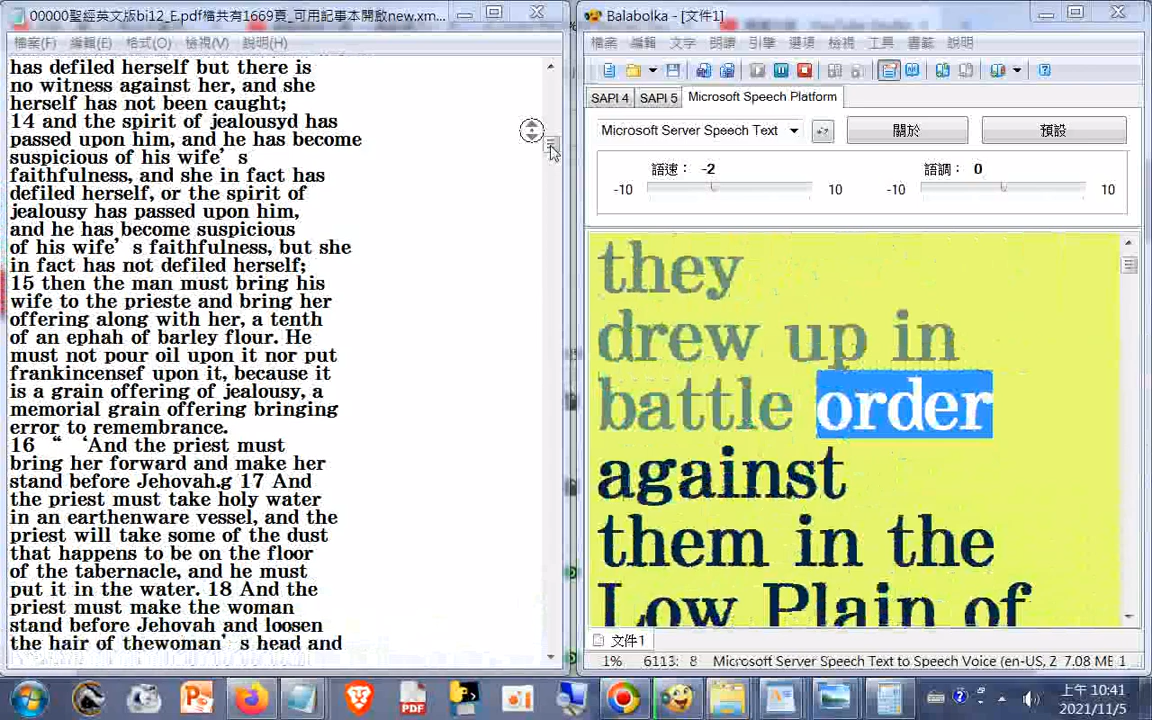 00000聖經英文版bi12_E.pdf檔共有1669頁_可用記事本開啟new.xm...
檔案(F) 編輯(E) 格式(O) 檢視(V) 說明(H)
has defiled herself but there is
no witness against her, and she
herself has not been caught;
14 and the spirit of jealousyd has
passed upon him, and he has become
suspicious of his wife’s
faithfulness, and she in fact has
defiled herself, or the spirit of
jealousy has passed upon him,
and he has become suspicious
of his wife’s faithfulness, but she
in fact has not defiled herself;
15 then the man must bring his
wife to the prieste and bring her
offering along with her, a tenth
of an ephah of barley flour. He
must not pour oil upon it nor put
frankincensef upon it, because it
is a grain offering of jealousy, a
memorial grain offering bringing
error to remembrance.
16 “ ‘And the priest must
bring her forward and make her
stand before Jehovah.g 17 And
the priest must take holy water
in an earthenware vessel, and the
priest will take some of the dust
that happens to be on the floor
of the tabernacle, and he must
put it in the water. 18 And the
priest must make the woman
stand before Jehovah and loosen
the hair of thewoman’s head and
Balabolka - [文件1]
檔案 編輯 文字 朗讀 引擎 選項 檢視 工具 書籤 說明
SAPI 4 SAPI 5 Microsoft Speech Platform
Microsoft Server Speech Text 關於 預設
語速： -2 語調： 0
-10 10 -10 10
they
drew up in
battle order
against
them in the
Low Plain of
文件1
1% 6113: 8 Microsoft Server Speech Text to Speech Voice (en-US, 2 7.08 ME 1
上午 10:41
2021/11/5